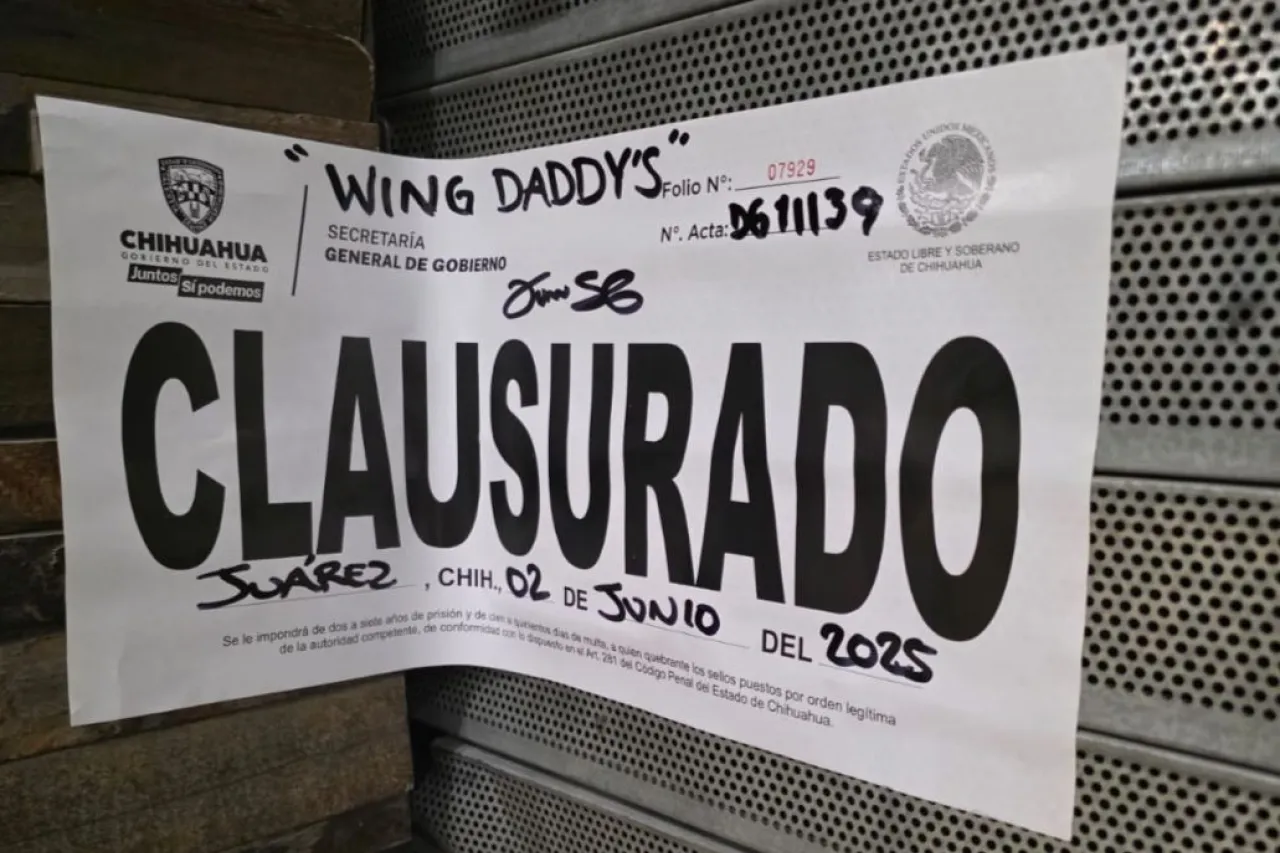 "WING DADDY'S"
CHIHUAHUA
GOBIERNO DEL ESTADO
Juntos Sí podemos
SECRETARÍA
GENERAL DE GOBIERNO
Folio Nº: 07929
Nº. Acta: DG11139
ESTADOS UNIDOS MEXICANOS
ESTADO LIBRE Y SOBERANO
DE CHIHUAHUA
CLAUSURADO
JUÁREZ, CHIH., 02 DE JUNIO DEL 2025
Se le impondrá de dos a siete años de prisión y de cien a quinientos días de multa, a quien quebrante los sellos puestos por orden legítima
de la autoridad competente, de conformidad con lo dispuesto en el Art. 281 del Código Penal del Estado de Chihuahua.